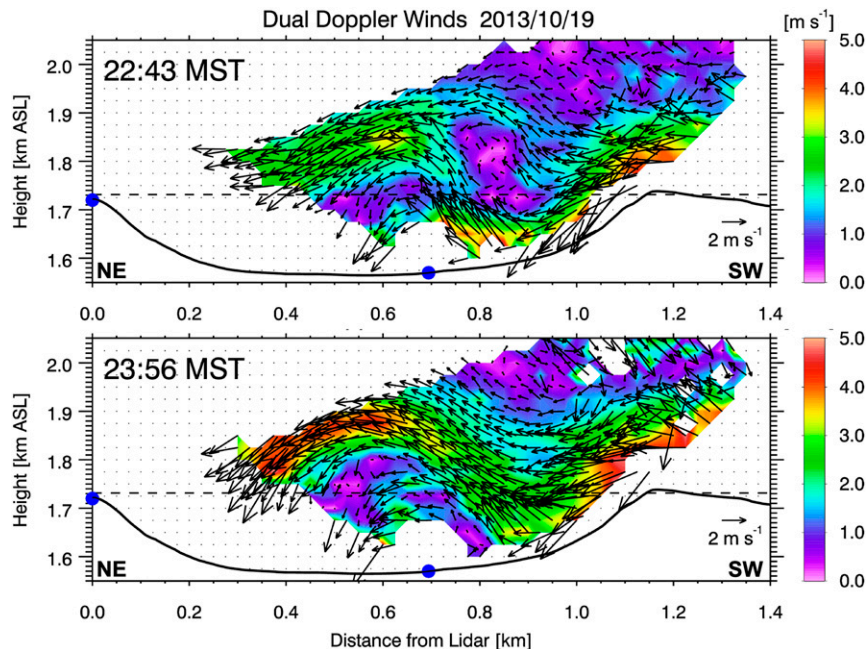 Dual Doppler Winds 2013/10/19
[m s⁻¹]
22:43 MST
Height [km ASL]
2.0
1.9
1.8
1.7
1.6
NE
SW
2 m s⁻¹
0.0 0.2 0.4 0.6 0.8 1.0 1.2 1.4
5.0
4.0
3.0
2.0
1.0
0.0
23:56 MST
Height [km ASL]
2.0
1.9
1.8
1.7
1.6
NE
SW
2 m s⁻¹
0.0 0.2 0.4 0.6 0.8 1.0 1.2 1.4
Distance from Lidar [km]
5.0
4.0
3.0
2.0
1.0
0.0